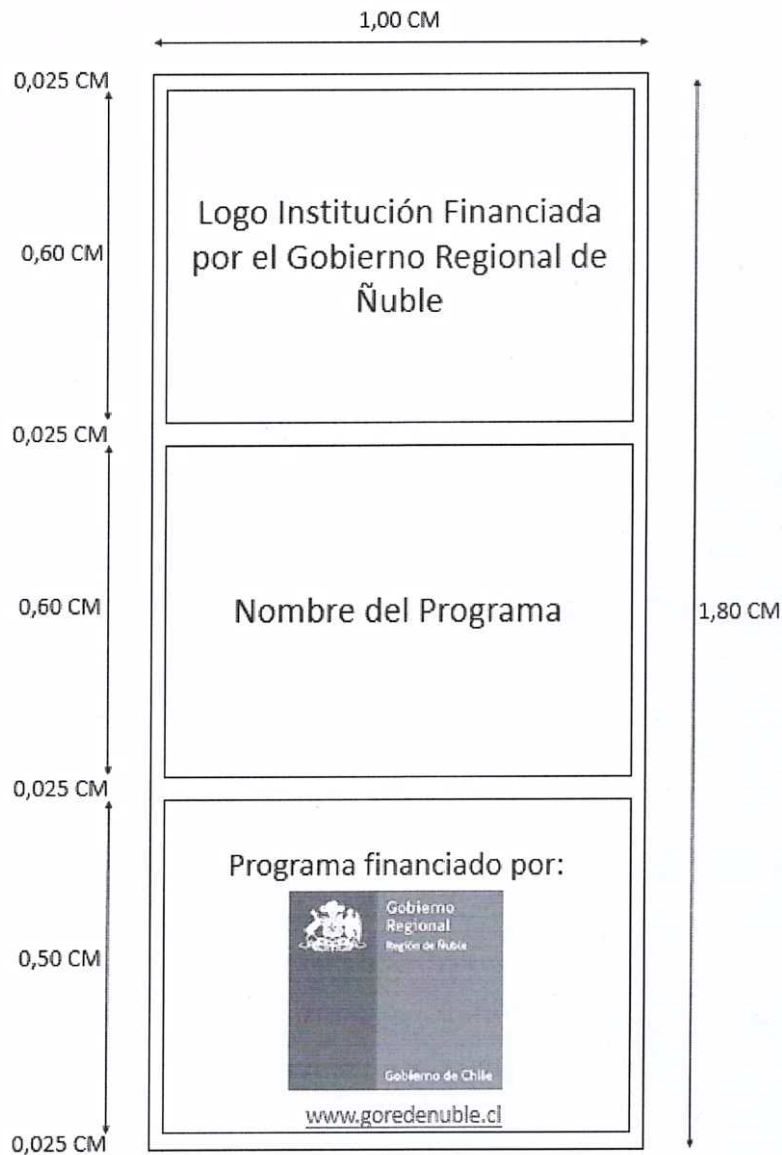 1,00 CM
0,025 CM
Logo Institución Financiada
por el Gobierno Regional de
Ñuble
0,60 CM
0,025 CM
Nombre del Programa
0,60 CM
1,80 CM
0,025 CM
Programa financiado por:
Gobierno
Regional
Región de Ñuble
0,50 CM
Gobierno de Chile
www.goredenuble.cl
0,025 CM